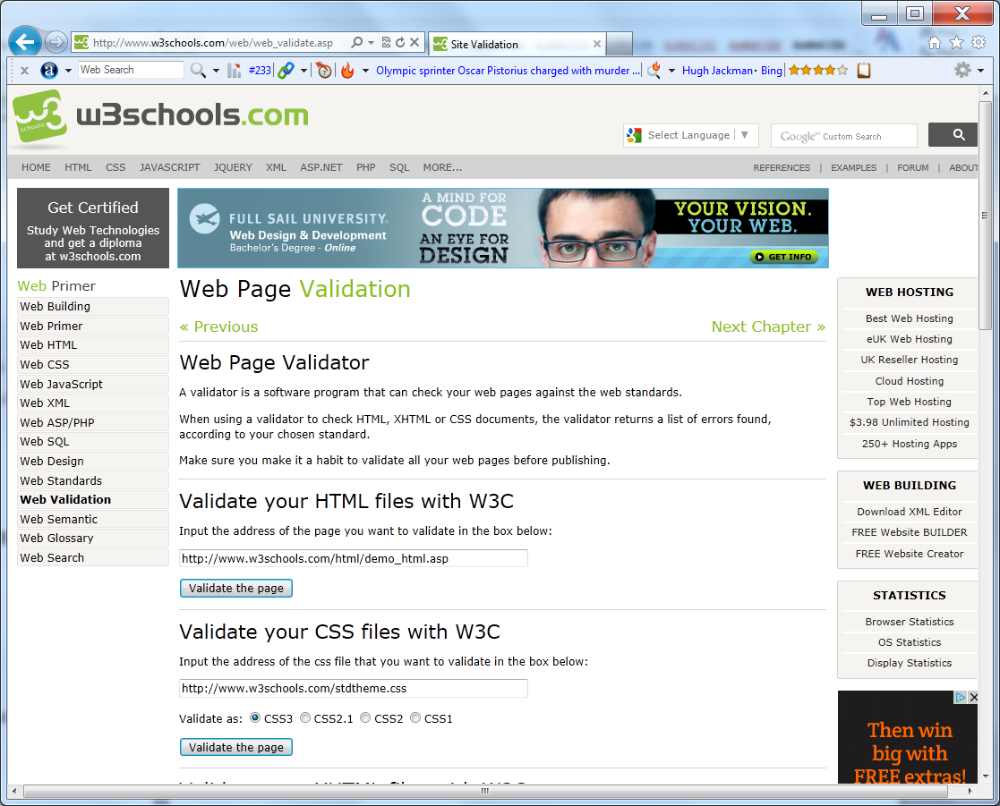 http://www.w3schools.com/web/web_validate.asp
Site Validation
Web Search
#233
Olympic sprinter Oscar Pistorius charged with murder ...
Hugh Jackman· Bing
w3schools.com
Select Language
Google™ Custom Search
HOME HTML CSS JAVASCRIPT JQUERY XML ASP.NET PHP SQL MORE...
REFERENCES | EXAMPLES | FORUM | ABOUT
Get Certified
Study Web Technologies
and get a diploma
at w3schools.com
FULL SAIL UNIVERSITY.
Web Design & Development
Bachelor's Degree - Online
A MIND FOR
CODE
AN EYE FOR
DESIGN
YOUR VISION.
YOUR WEB.
GET INFO
Web Primer
Web Building
Web Primer
Web HTML
Web CSS
Web JavaScript
Web XML
Web ASP/PHP
Web SQL
Web Design
Web Standards
Web Validation
Web Semantic
Web Glossary
Web Search
Web Page Validation
« Previous
Next Chapter »
Web Page Validator
A validator is a software program that can check your web pages against the web standards.
When using a validator to check HTML, XHTML or CSS documents, the validator returns a list of errors found,
according to your chosen standard.
Make sure you make it a habit to validate all your web pages before publishing.
Validate your HTML files with W3C
Input the address of the page you want to validate in the box below:
http://www.w3schools.com/html/demo_html.asp
Validate the page
Validate your CSS files with W3C
Input the address of the css file that you want to validate in the box below:
http://www.w3schools.com/stdtheme.css
Validate as: CSS3 CSS2.1 CSS2 CSS1
Validate the page
WEB HOSTING
Best Web Hosting
eUK Web Hosting
UK Reseller Hosting
Cloud Hosting
Top Web Hosting
$3.98 Unlimited Hosting
250+ Hosting Apps
WEB BUILDING
Download XML Editor
FREE Website BUILDER
FREE Website Creator
STATISTICS
Browser Statistics
OS Statistics
Display Statistics
Then win
big with
FREE extras!